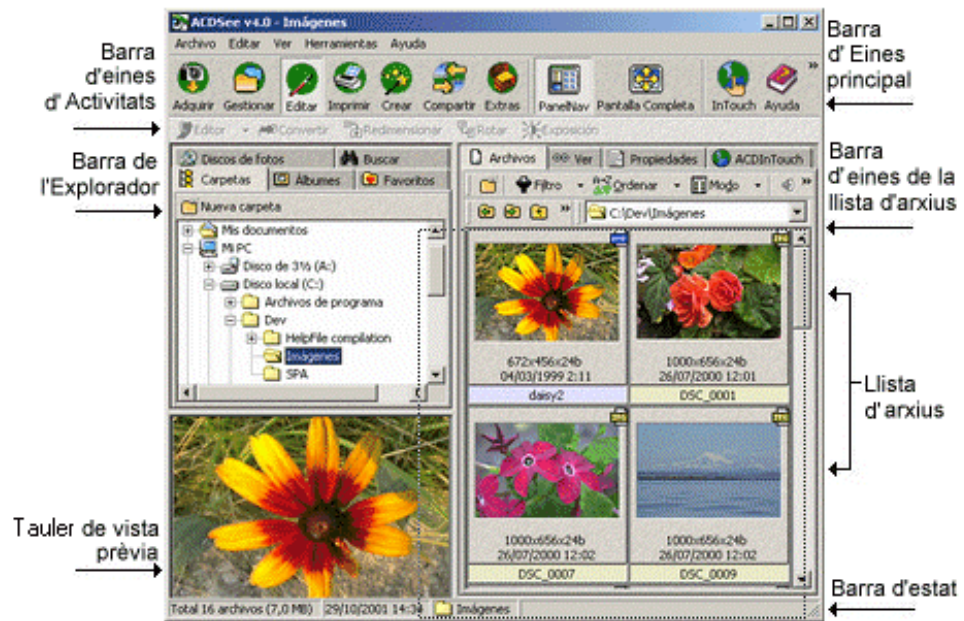 ACDSee v4.0 - Imágenes
Archivo Editar Ver Herramientas Ayuda
Adquirir Gestionar Editar Imprimir Crear Compartir Extras PanelNav Pantalla Completa InTouch Ayuda
Editor Convertir Redimensionar Rotar Exposición
Barra
d'eines
d'Activitats
Barra
d'Eines
principal
Barra de
l'Explorador
Discos de fotos Buscar
Carpetas Álbumes Favoritos
Nueva carpeta
Mis documentos
Mi PC
Disco de 3½ (A:)
Disco local (C:)
Archivos de programa
Dev
HelpFile compilation
Imágenes
SPA
Archivos Ver Propiedades ACDInTouch
Filtro Ordenar Modo
C:\Dev\Imágenes
Barra
d'eines de la
llista d'arxius
672x456x24b
04/03/1999 2:11
daisy2
1000x656x24b
26/07/2000 12:01
DSC_0001
Llista
d'arxius
1000x656x24b
26/07/2000 12:02
DSC_0007
1000x656x24b
26/07/2000 12:02
DSC_0009
Tauler de vista
prèvia
Barra d'estat
Total 16 archivos (7,0 MB) 29/10/2001 14:34 Imágenes